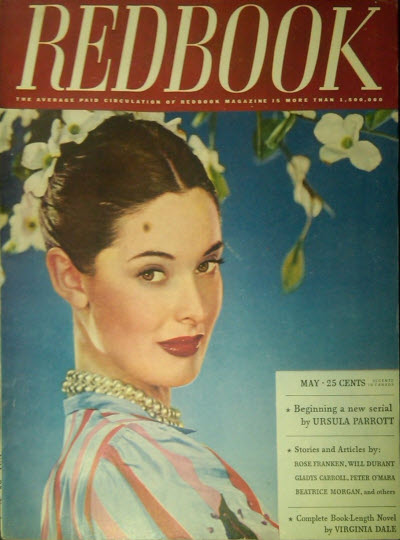 REDBOOK
THE AVERAGE PAID CIRCULATION OF REDBOOK MAGAZINE IS MORE THAN 1,500,000
MAY · 25 CENTS
★ Beginning a new serial
by URSULA PARROTT
★ Stories and Articles by:
ROSE FRANKEN, WILL DURANT
GLADYS CARROLL, PETER O'MARA
BEATRICE MORGAN, and others
★ Complete Book-Length Novel
by VIRGINIA DALE